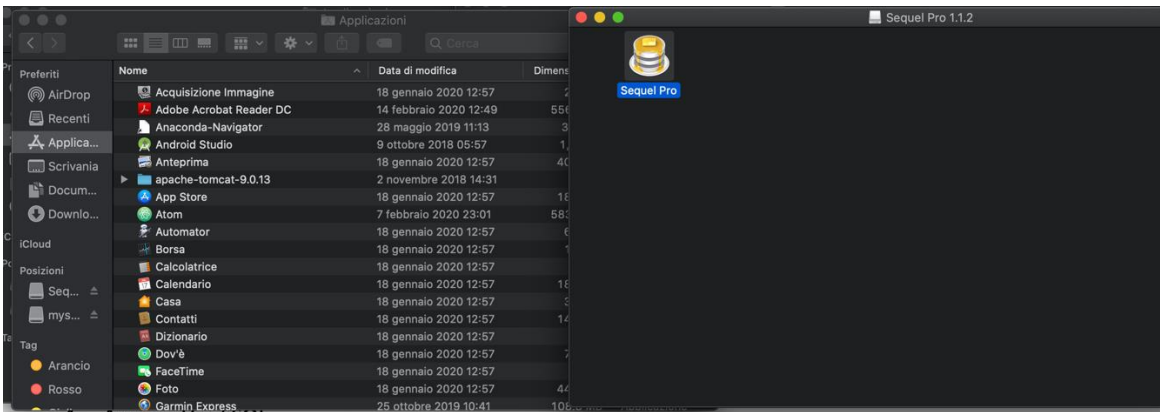 Applicazioni
Cerca
Preferiti
AirDrop
Recenti
Applica...
Scrivania
Docum...
Downlo...
iCloud
Posizioni
Seq...
mys...
Tag
Arancio
Rosso
Nome Data di modifica Dimens
Acquisizione Immagine 18 gennaio 2020 12:57
Adobe Acrobat Reader DC 14 febbraio 2020 12:49
Anaconda-Navigator 28 maggio 2019 11:13
Android Studio 9 ottobre 2018 05:57
Anteprima 18 gennaio 2020 12:57
apache-tomcat-9.0.13 2 novembre 2018 14:31
App Store 18 gennaio 2020 12:57
Atom 7 febbraio 2020 23:01
Automator 18 gennaio 2020 12:57
Borsa 18 gennaio 2020 12:57
Calcolatrice 18 gennaio 2020 12:57
Calendario 18 gennaio 2020 12:57
Casa 18 gennaio 2020 12:57
Contatti 18 gennaio 2020 12:57
Dizionario 18 gennaio 2020 12:57
Dov'è 18 gennaio 2020 12:57
FaceTime 18 gennaio 2020 12:57
Foto 18 gennaio 2020 12:57
Garmin Express 25 ottobre 2019 10:41
Sequel Pro 1.1.2
Sequel Pro